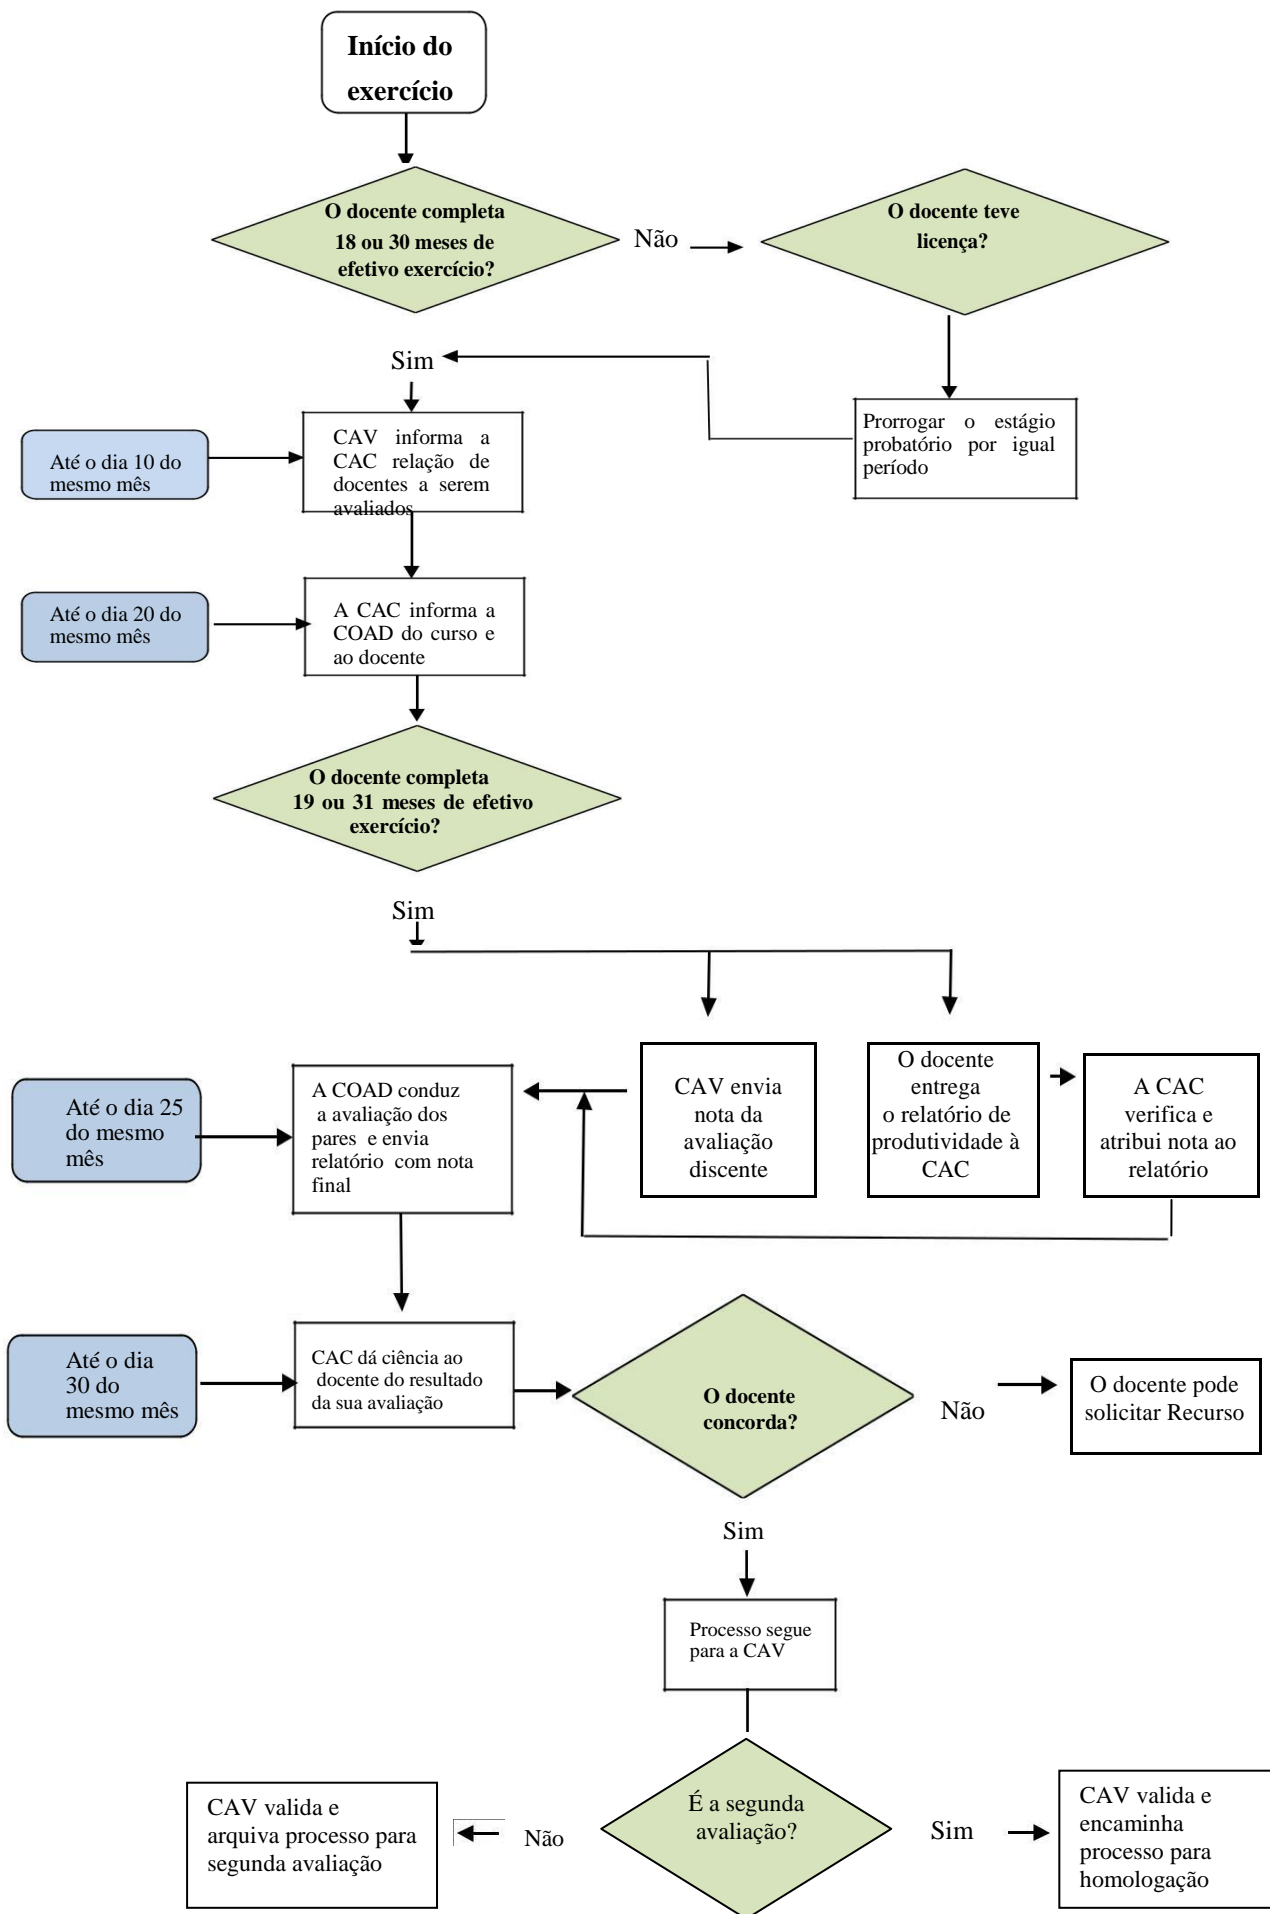 Início do
exercício
O docente completa
18 ou 30 meses de
efetivo exercício?
Não
O docente teve
licença?
Sim
Prorrogar o estágio
probatório por igual
período
Até o dia 10 do
mesmo mês
CAV informa a
CAC relação de
docentes a serem
avaliados
Até o dia 20 do
mesmo mês
A CAC informa a
COAD do curso e
ao docente
O docente completa
19 ou 31 meses de efetivo
exercício?
Sim
Até o dia 25
do mesmo
mês
A COAD conduz
a avaliação dos
pares e envia
relatório com nota
final
CAV envia
nota da
avaliação
discente
O docente
entrega
o relatório de
produtividade à
CAC
A CAC
verifica e
atribui nota ao
relatório
Até o dia
30 do
mesmo mês
CAC dá ciência ao
docente do resultado
da sua avaliação
O docente
concorda?
Não
O docente pode
solicitar Recurso
Sim
Processo segue
para a CAV
É a segunda
avaliação?
Não
CAV valida e
arquiva processo para
segunda avaliação
Sim
CAV valida e
encaminha
processo para
homologação